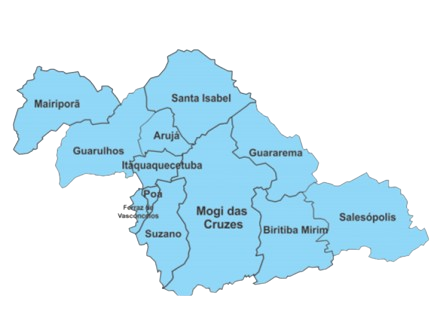 Mairiporã
Santa Isabel
Guarulhos
Arujá
Itaquaquecetuba
Guararema
Poá
Ferraz de
Vasconcelos
Mogi das
Cruzes
Suzano
Biritiba Mirim
Salesópolis